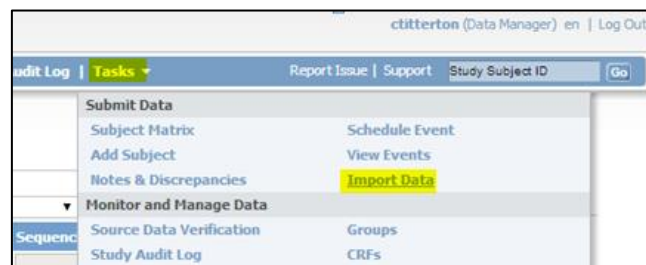 ctitterton (Data Manager) en | Log Out
udit Log | Tasks Report Issue | Support Study Subject ID Go
Submit Data
Subject Matrix Schedule Event
Add Subject View Events
Notes & Discrepancies Import Data
Monitor and Manage Data
Sequenc Source Data Verification Groups
Study Audit Log CRFs